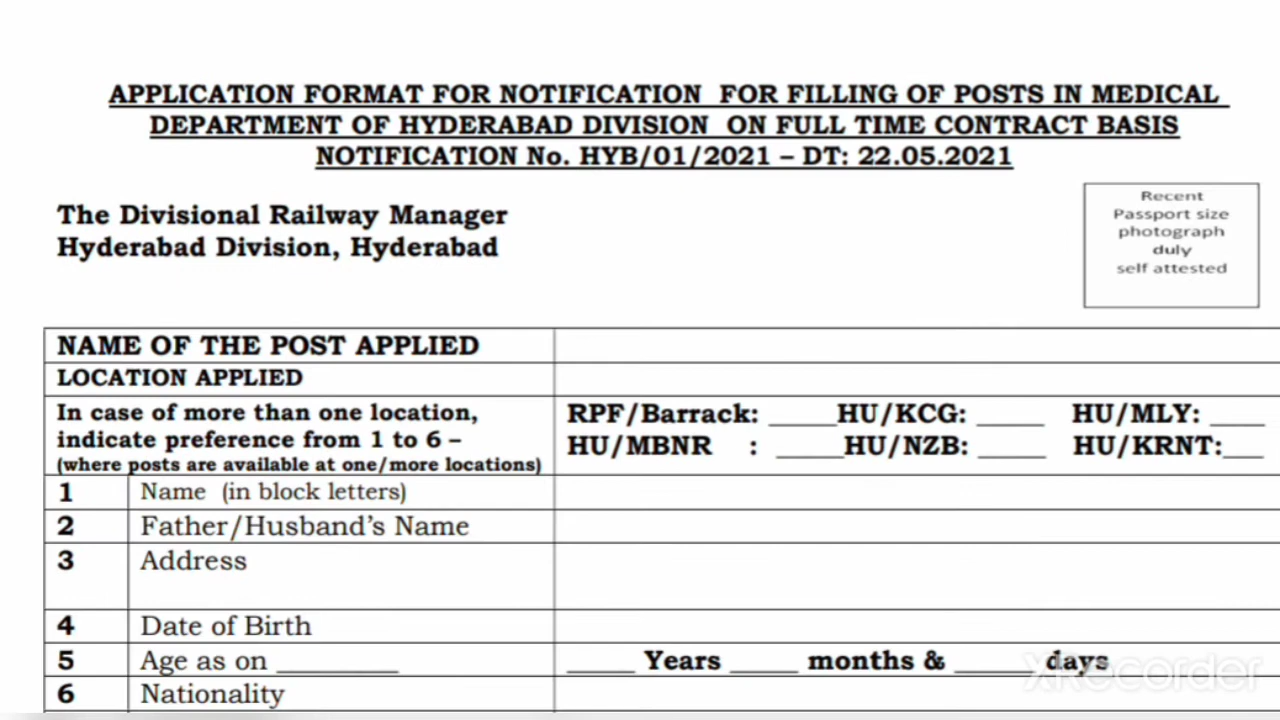 APPLICATION FORMAT FOR NOTIFICATION FOR FILLING OF POSTS IN MEDICAL
DEPARTMENT OF HYDERABAD DIVISION ON FULL TIME CONTRACT BASIS
NOTIFICATION No. HYB/01/2021 – DT: 22.05.2021
The Divisional Railway Manager
Hyderabad Division, Hyderabad
Recent
Passport size
photograph
duly
self attested
NAME OF THE POST APPLIED
LOCATION APPLIED
In case of more than one location,
indicate preference from 1 to 6 –
(where posts are available at one/more locations)
RPF/Barrack: _____HU/KCG: _____ HU/MLY: ____
HU/MBNR : _____HU/NZB: _____ HU/KRNT:___
1 Name (in block letters)
2 Father/Husband's Name
3 Address
4 Date of Birth
5 Age as on _________ _____ Years _____ months & _____ days
6 Nationality
XRecorder